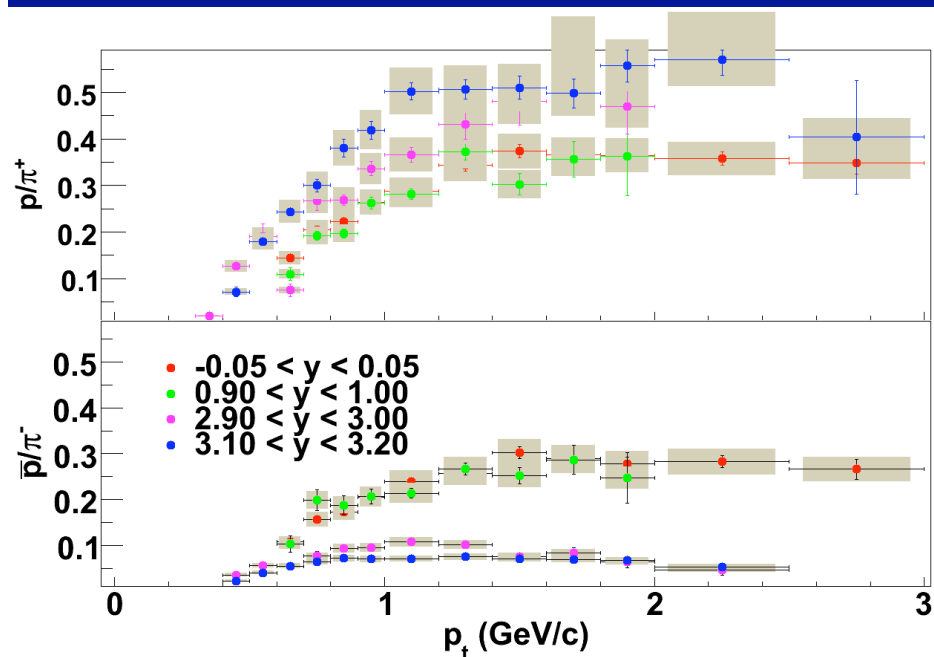 p/π⁺
0.5
0.4
0.3
0.2
0.1
p̅/π⁻
0.5
0.4
0.3
0.2
0.1
-0.05 < y < 0.05
0.90 < y < 1.00
2.90 < y < 3.00
3.10 < y < 3.20
0 1 2 3
pₜ (GeV/c)